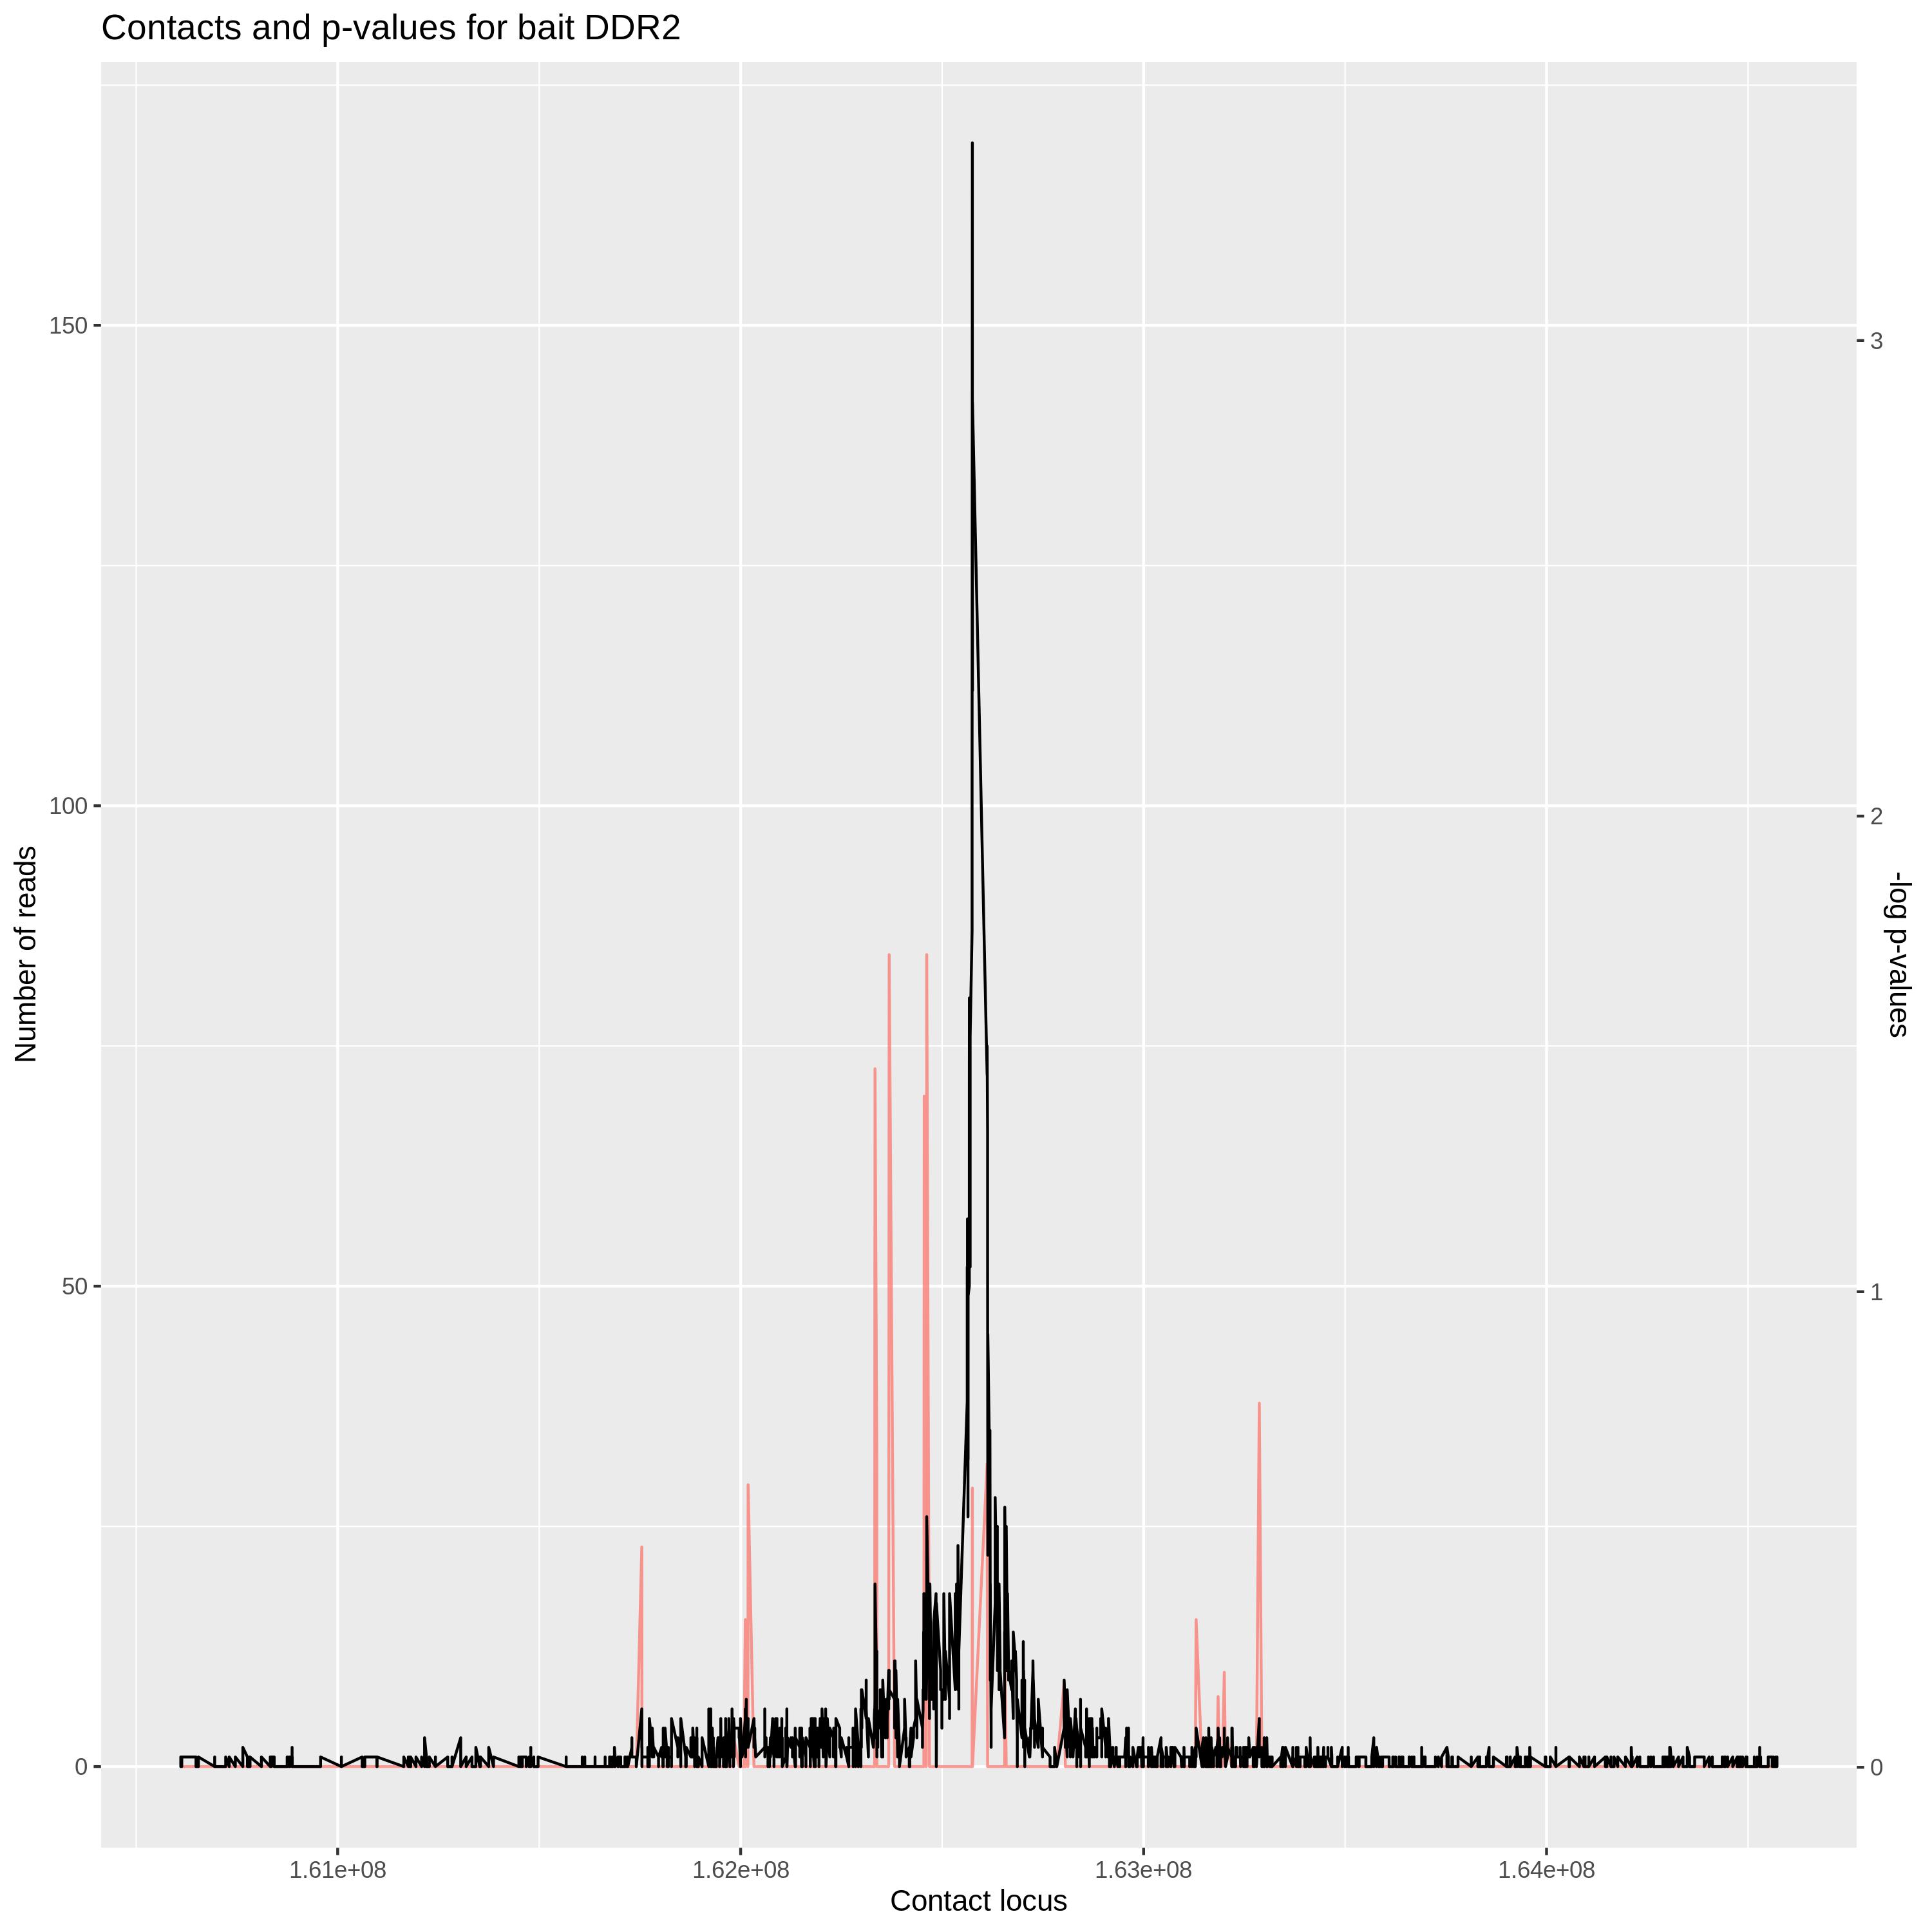 Contacts and p-values for bait DDR2
150
100
50
0
Number of reads
3
2
1
0
-log p-values
1.61e+08 1.62e+08 1.63e+08 1.64e+08
Contact locus